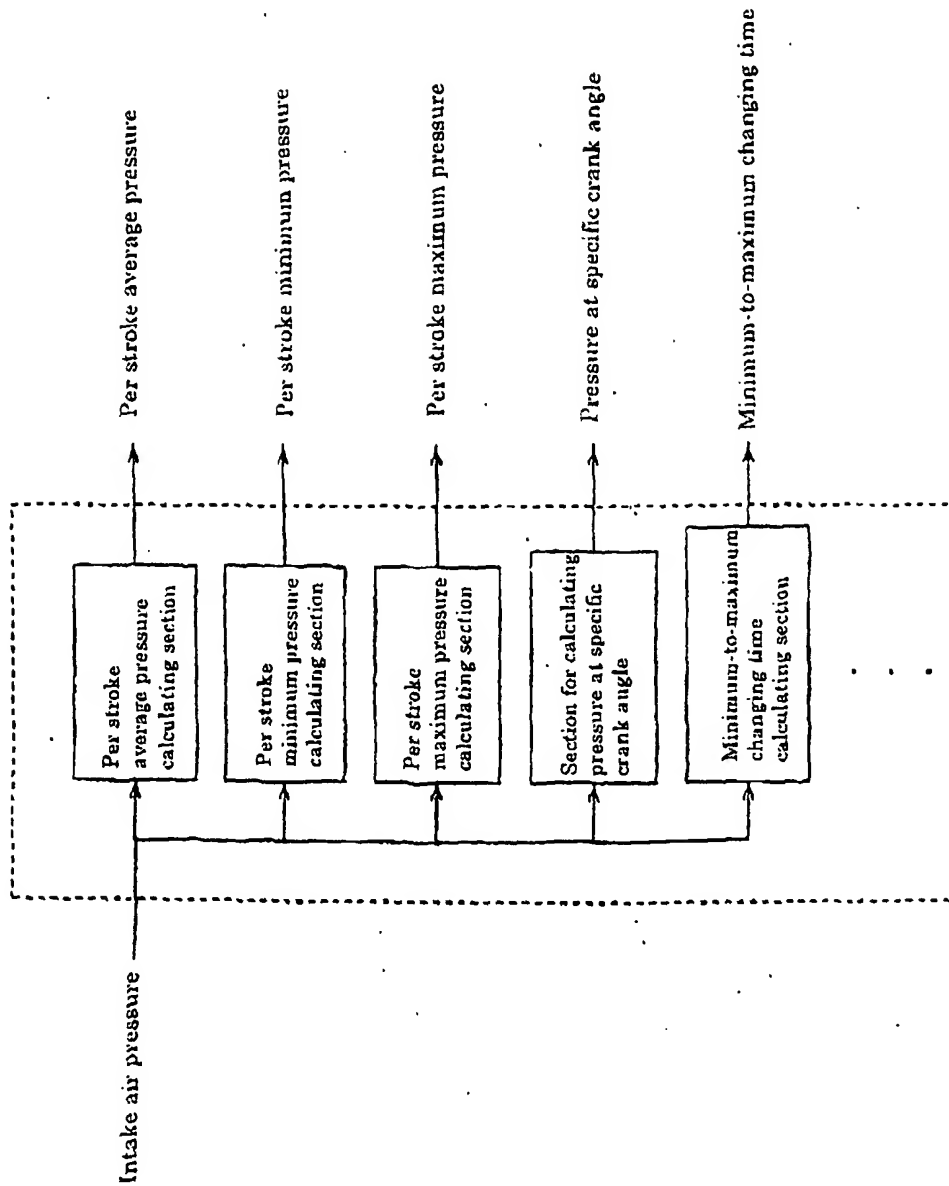 Intake air pressure
Per stroke
average pressure
calculating section
Per stroke average pressure
Per stroke
minimum pressure
calculating section
Per stroke minimum pressure
Per stroke
maximum pressure
calculating section
Per stroke maximum pressure
Section for calculating
pressure at specific
crank angle
Pressure at specific crank angle
Minimum-to-maximum
changing time
calculating section
Minimum-to-maximum changing time